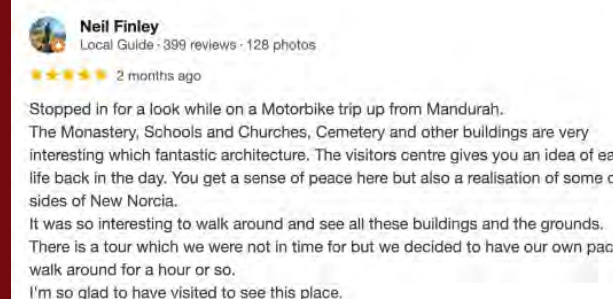 Neil Finley
Local Guide · 399 reviews · 128 photos
2 months ago
Stopped in for a look while on a Motorbike trip up from Mandurah.
The Monastery, Schools and Churches, Cemetery and other buildings are very
interesting which fantastic architecture. The visitors centre gives you an idea of
life back in the day. You get a sense of peace here but also a realisation of some
sides of New Norcia.
It was so interesting to walk around and see all these buildings and the grounds.
There is a tour which we were not in time for but we decided to have our own
walk around for a hour or so.
I'm so glad to have visited to see this place.